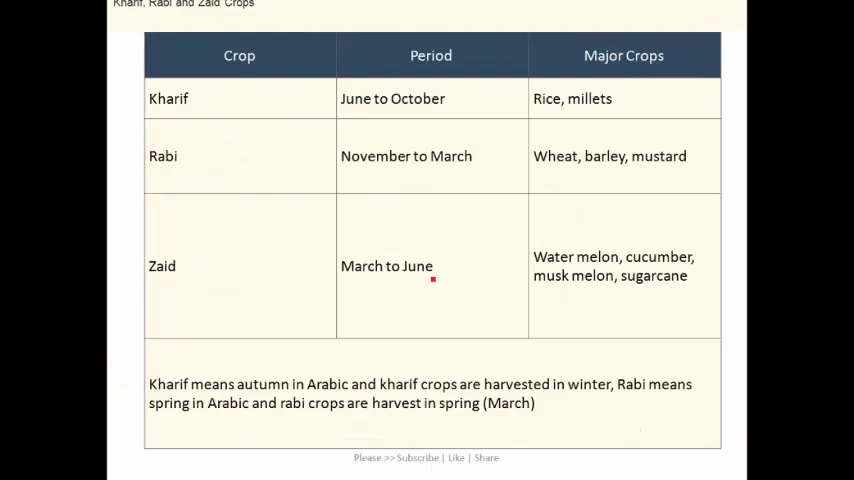 Kharif, Rabi and Zaid Crops
Crop Period Major Crops
Kharif June to October Rice, millets
Rabi November to March Wheat, barley, mustard
Zaid March to June Water melon, cucumber,
musk melon, sugarcane
Kharif means autumn in Arabic and kharif crops are harvested in winter, Rabi means
spring in Arabic and rabi crops are harvest in spring (March)
Please >> Subscribe | Like | Share